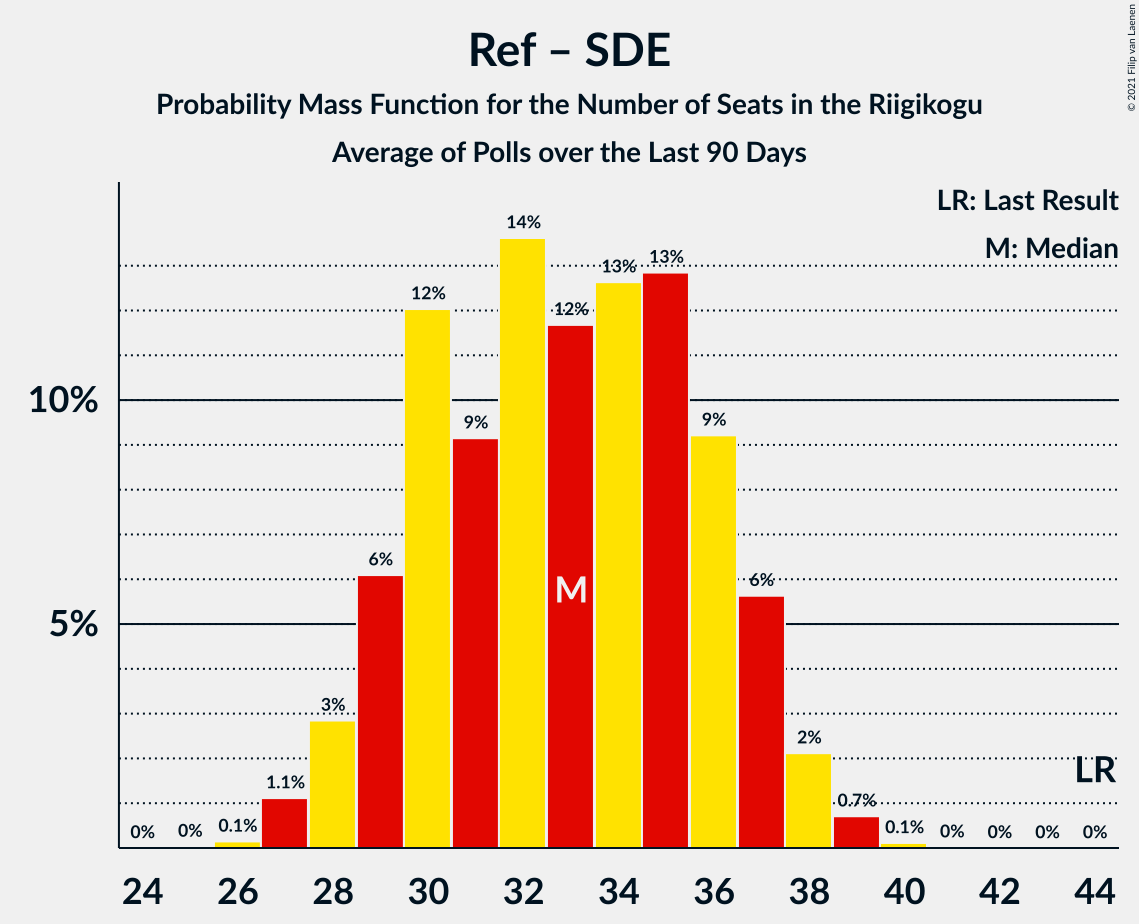 © 2021 Filip van Laenen
Ref – SDE
Probability Mass Function for the Number of Seats in the Riigikogu
Average of Polls over the Last 90 Days
LR: Last Result
M: Median
10%
5%
0%
0%
0.1%
1.1%
3%
6%
12%
9%
14%
12%
13%
13%
9%
6%
2%
0.7%
0.1%
0%
0%
0%
0%
M
LR
24 26 28 30 32 34 36 38 40 42 44